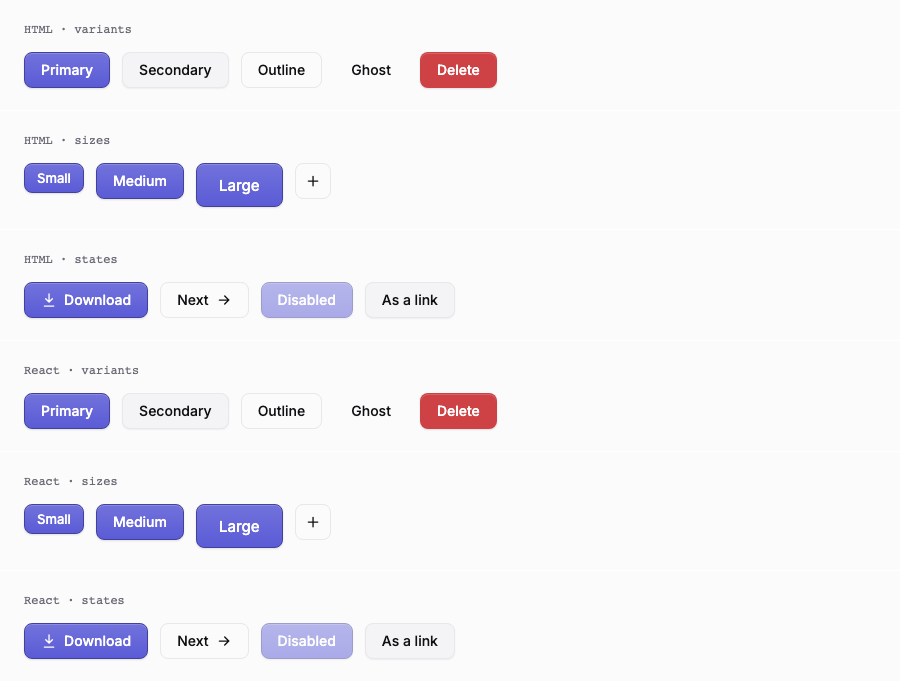 HTML · variants
Primary Secondary Outline Ghost Delete
HTML · sizes
Small Medium Large +
HTML · states
Download Next → Disabled As a link
React · variants
Primary Secondary Outline Ghost Delete
React · sizes
Small Medium Large +
React · states
Download Next → Disabled As a link